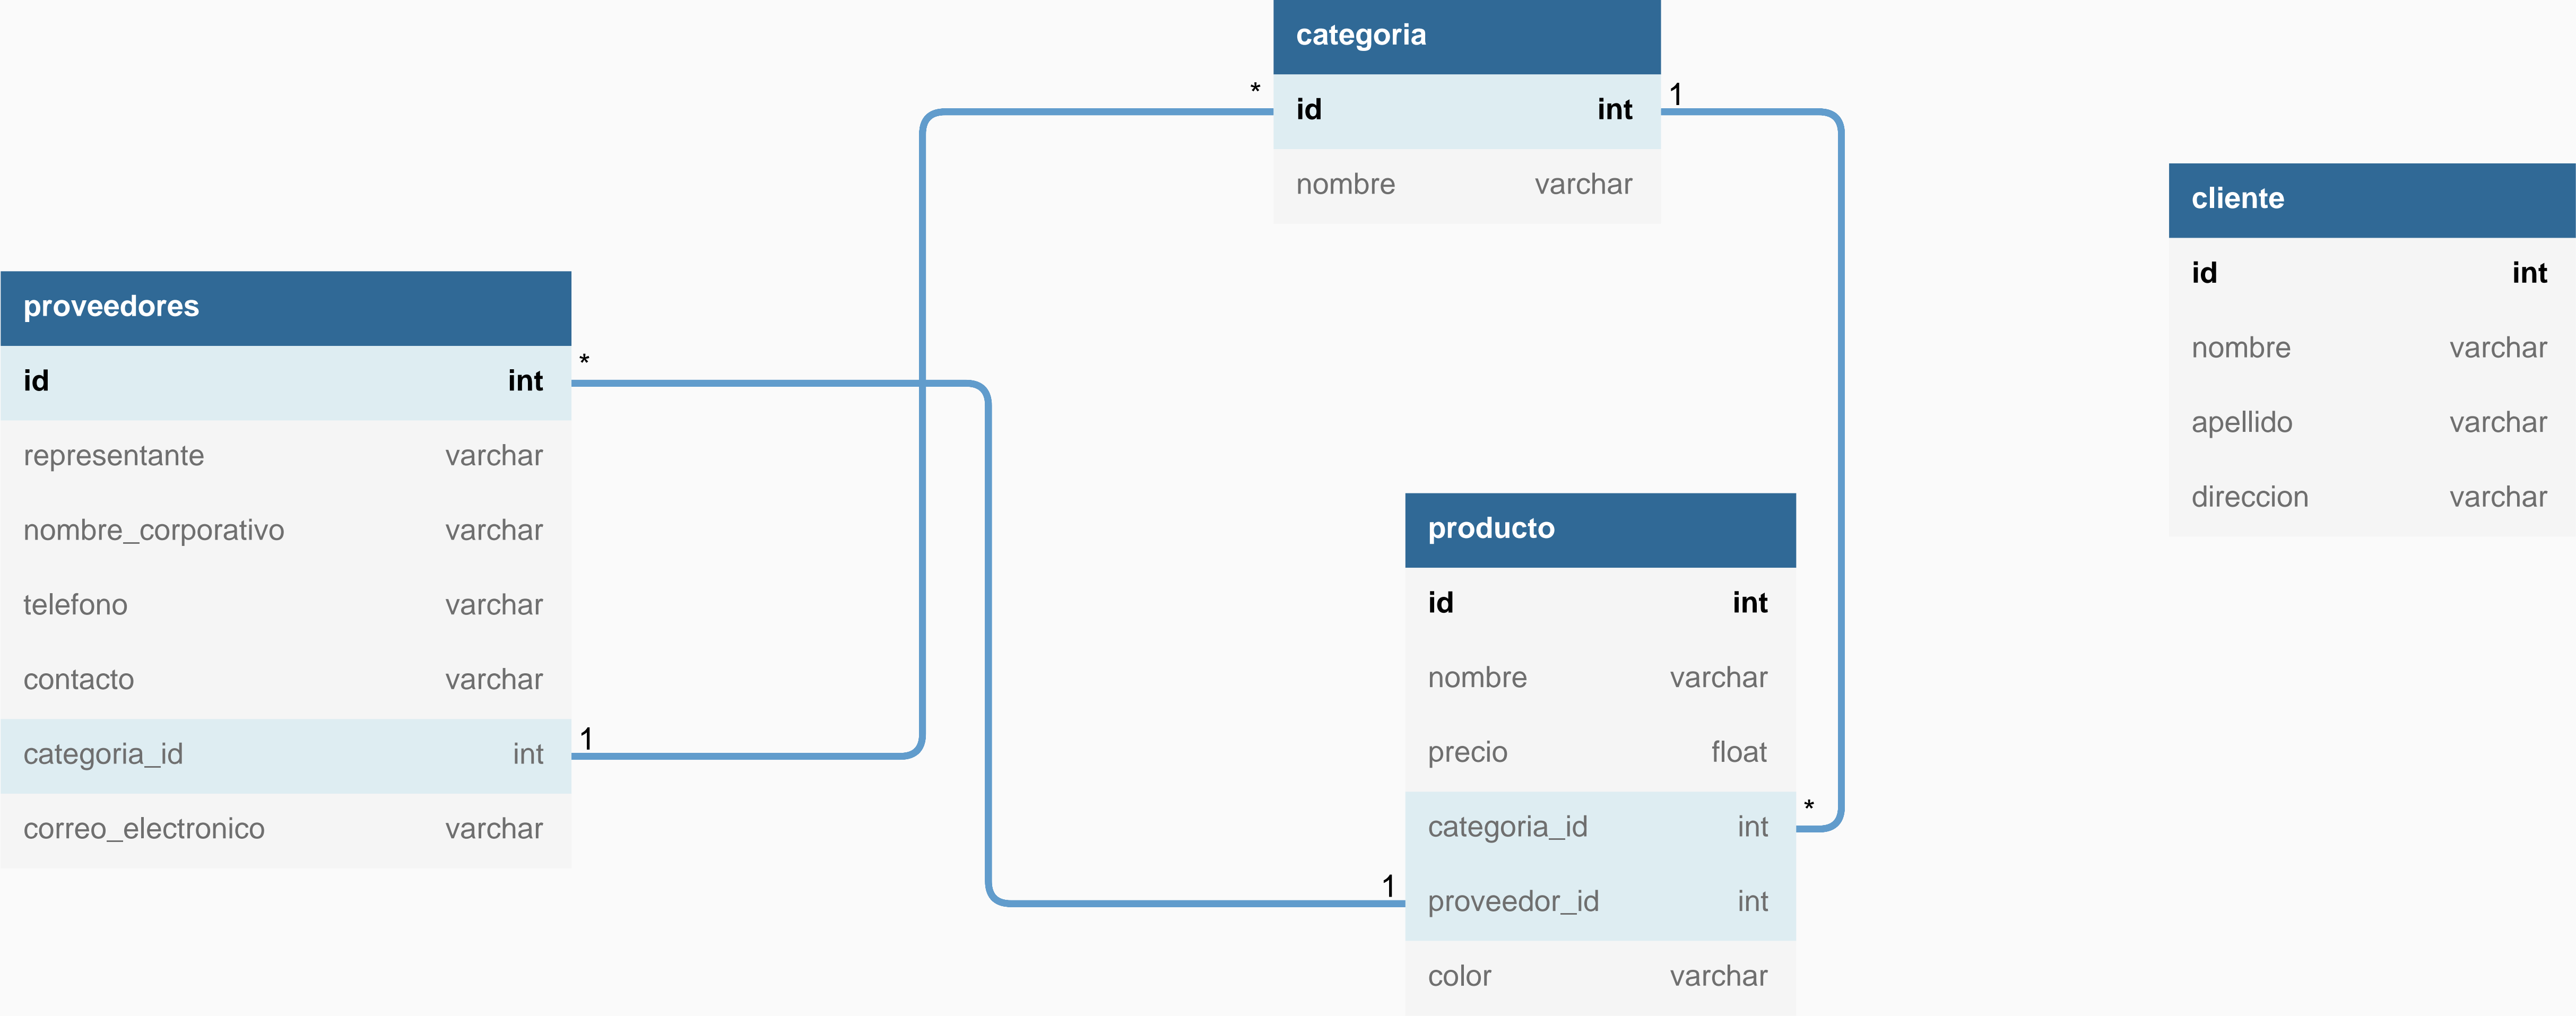 categoria
* id int 1
nombre varchar
cliente
id int
nombre varchar
apellido varchar
direccion varchar
proveedores
id int *
representante varchar
nombre_corporativo varchar
telefono varchar
contacto varchar
categoria_id int 1
correo_electronico varchar
producto
id int
nombre varchar
precio float
categoria_id int *
1 proveedor_id int
color varchar